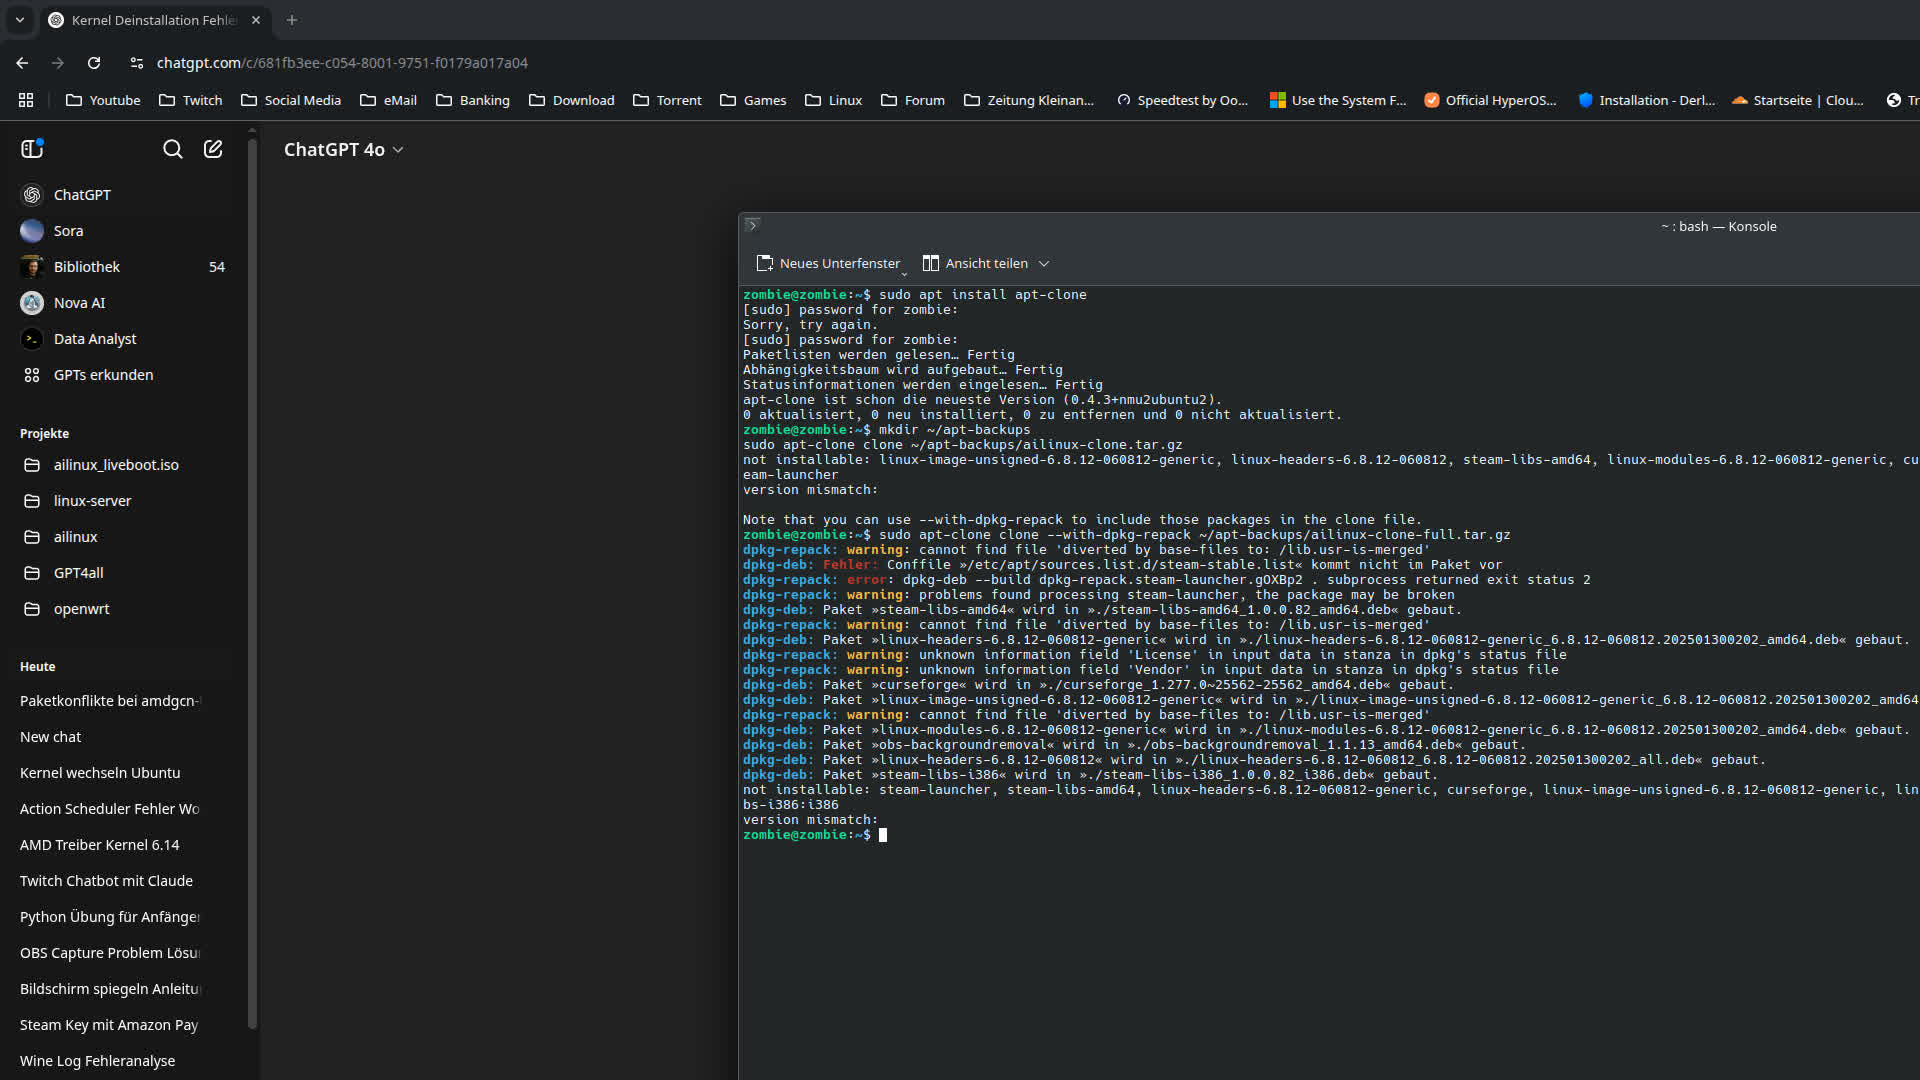 Kernel Deinstallation Fehle
chatgpt.com/c/681fb3ee-c054-8001-9751-f0179a017a04
Youtube
Twitch
Social Media
eMail
Banking
Download
Torrent
Games
Linux
Forum
Zeitung Kleinan...
Speedtest by Oo...
Use the System F...
Official HyperOS...
Installation - Derl...
Startseite | Clou...
Tr
ChatGPT 4o
ChatGPT
Sora
Bibliothek 54
Nova AI
Data Analyst
GPTs erkunden
Projekte
ailinux_liveboot.iso
linux-server
ailinux
GPT4all
openwrt
Heute
Paketkonflikte bei amdgcn-
New chat
Kernel wechseln Ubuntu
Action Scheduler Fehler Wo
AMD Treiber Kernel 6.14
Twitch Chatbot mit Claude
Python Übung für Anfänger
OBS Capture Problem Lösu
Bildschirm spiegeln Anleitu
Steam Key mit Amazon Pay
Wine Log Fehleranalyse
~ : bash — Konsole
Neues Unterfenster
Ansicht teilen
zombie@zombie:~$ sudo apt install apt-clone
[sudo] password for zombie:
Sorry, try again.
[sudo] password for zombie:
Paketlisten werden gelesen… Fertig
Abhängigkeitsbaum wird aufgebaut… Fertig
Statusinformationen werden eingelesen… Fertig
apt-clone ist schon die neueste Version (0.4.3+nmu2ubuntu2).
0 aktualisiert, 0 neu installiert, 0 zu entfernen und 0 nicht aktualisiert.
zombie@zombie:~$ mkdir ~/apt-backups
sudo apt-clone clone ~/apt-backups/ailinux-clone.tar.gz
not installable: linux-image-unsigned-6.8.12-060812-generic, linux-headers-6.8.12-060812, steam-libs-amd64, linux-modules-6.8.12-060812-generic, cu
eam-launcher
version mismatch:
Note that you can use --with-dpkg-repack to include those packages in the clone file.
zombie@zombie:~$ sudo apt-clone clone --with-dpkg-repack ~/apt-backups/ailinux-clone-full.tar.gz
dpkg-repack: warning: cannot find file 'diverted by base-files to: /lib.usr-is-merged'
dpkg-deb: Fehler: Conffile »/etc/apt/sources.list.d/steam-stable.list« kommt nicht im Paket vor
dpkg-repack: error: dpkg-deb --build dpkg-repack.steam-launcher.gOXBp2 . subprocess returned exit status 2
dpkg-repack: warning: problems found processing steam-launcher, the package may be broken
dpkg-deb: Paket »steam-libs-amd64« wird in »./steam-libs-amd64_1.0.0.82_amd64.deb« gebaut.
dpkg-repack: warning: cannot find file 'diverted by base-files to: /lib.usr-is-merged'
dpkg-deb: Paket »linux-headers-6.8.12-060812-generic« wird in »./linux-headers-6.8.12-060812-generic_6.8.12-060812.202501300202_amd64.deb« gebaut.
dpkg-repack: warning: unknown information field 'License' in input data in stanza in dpkg's status file
dpkg-repack: warning: unknown information field 'Vendor' in input data in stanza in dpkg's status file
dpkg-deb: Paket »curseforge« wird in »./curseforge_1.277.0~25562-25562_amd64.deb« gebaut.
dpkg-deb: Paket »linux-image-unsigned-6.8.12-060812-generic« wird in »./linux-image-unsigned-6.8.12-060812-generic_6.8.12-060812.202501300202_amd64
dpkg-repack: warning: cannot find file 'diverted by base-files to: /lib.usr-is-merged'
dpkg-deb: Paket »linux-modules-6.8.12-060812-generic« wird in »./linux-modules-6.8.12-060812-generic_6.8.12-060812.202501300202_amd64.deb« gebaut.
dpkg-deb: Paket »obs-backgroundremoval« wird in »./obs-backgroundremoval_1.1.13_amd64.deb« gebaut.
dpkg-deb: Paket »linux-headers-6.8.12-060812« wird in »./linux-headers-6.8.12-060812_6.8.12-060812.202501300202_all.deb« gebaut.
dpkg-deb: Paket »steam-libs-i386« wird in »./steam-libs-i386_1.0.0.82_i386.deb« gebaut.
not installable: steam-launcher, steam-libs-amd64, linux-headers-6.8.12-060812-generic, curseforge, linux-image-unsigned-6.8.12-060812-generic, lin
bs-i386:i386
version mismatch:
zombie@zombie:~$